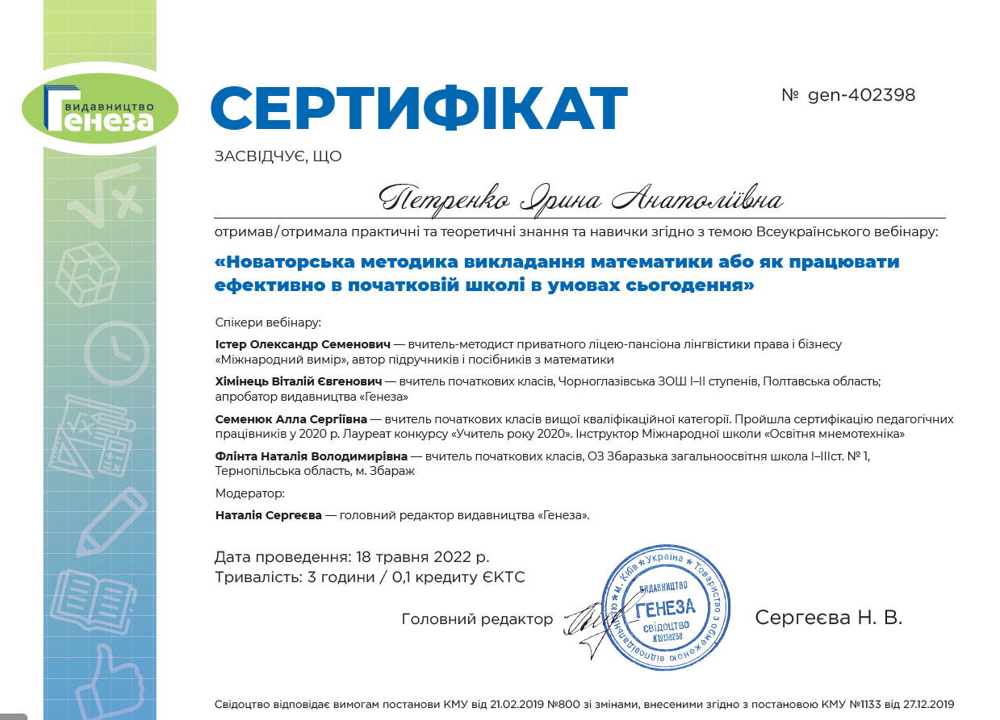 видавництво
Генеза
СЕРТИФІКАТ
№ gen-402398
ЗАСВІДЧУЄ, ЩО
Петренко Ірина Анатоліївна
отримав/отримала практичні та теоретичні знання та навички згідно з темою Всеукраїнського вебінару:
«Новаторська методика викладання математики або як працювати
ефективно в початковій школі в умовах сьогодення»
Спікери вебінару:
Істер Олександр Семенович — вчитель-методист приватного ліцею-пансіона лінгвістики права і бізнесу
«Міжнародний вимір», автор підручників і посібників з математики
Хімінець Віталій Євгенович — вчитель початкових класів, Чорноглазівська ЗОШ І–ІІ ступенів, Полтавська область;
апробатор видавництва «Генеза»
Семенюк Алла Сергіївна — вчитель початкових класів вищої кваліфікаційної категорії. Пройшла сертифікацію педагогічних
працівників у 2020 р. Лауреат конкурсу «Учитель року 2020». Інструктор Міжнародної школи «Освітня мнемотехніка»
Флінта Наталія Володимирівна — вчитель початкових класів, ОЗ Збаразька загальноосвітня школа І–ІІІст. № 1,
Тернопільська область, м. Збараж
Модератор:
Наталія Сергеєва — головний редактор видавництва «Генеза».
Дата проведення: 18 травня 2022 р.
Тривалість: 3 години / 0,1 кредиту ЄКТС
Головний редактор
м. Київ * Україна * Товариство з обмеженою відповідальністю *
ВИДАВНИЦТВО
ГЕНЕЗА
СВІДОЦТВО
Сергеєва Н. В.
Свідоцтво відповідає вимогам постанови КМУ від 21.02.2019 №800 зі змінами, внесеними згідно з постановою КМУ №1133 від 27.12.2019